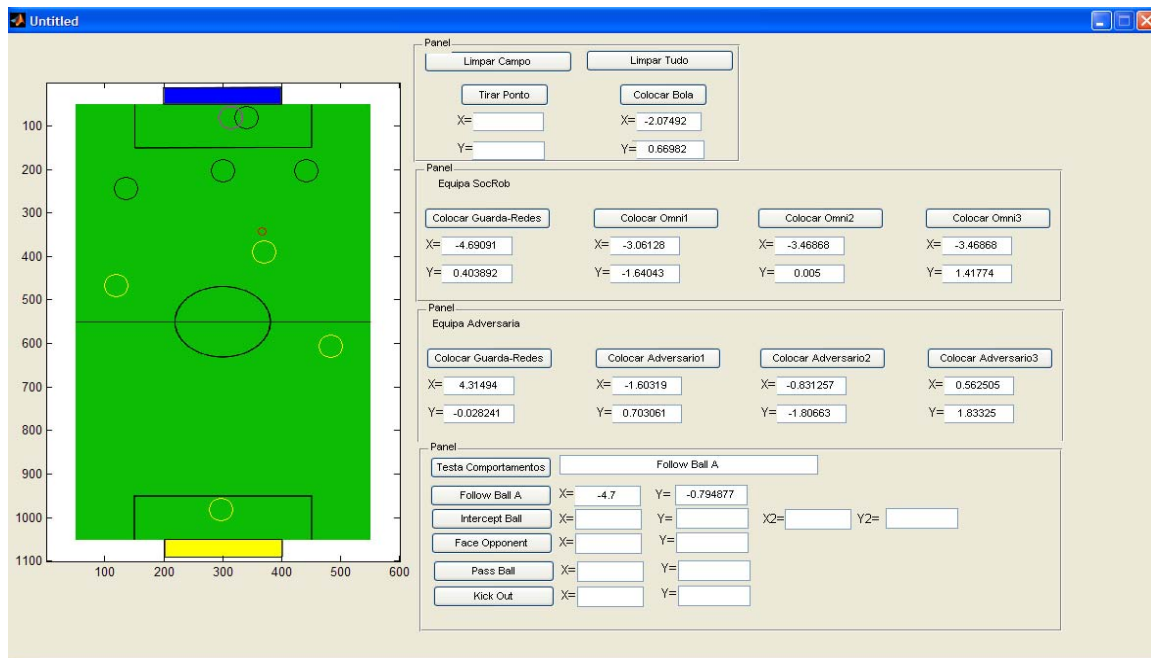 Untitled
100
200
300
400
500
600
700
800
900
1000
1100
100 200 300 400 500 600
Panel
Limpar Campo Limpar Tudo
Tirar Ponto Colocar Bola
X= X= -2.07492
Y= Y= 0.66982
Panel
Equipa SocRob
Colocar Guarda-Redes Colocar Omni1 Colocar Omni2 Colocar Omni3
X= -4.69091 X= -3.06128 X= -3.46868 X= -3.46868
Y= 0.403892 Y= -1.64043 Y= 0.005 Y= 1.41774
Panel
Equipa Adversaria
Colocar Guarda-Redes Colocar Adversario1 Colocar Adversario2 Colocar Adversario3
X= 4.31494 X= -1.60319 X= -0.831257 X= 0.562505
Y= -0.028241 Y= 0.703061 Y= -1.80663 Y= 1.83325
Panel
Testa Comportamentos Follow Ball A
Follow Ball A X= -4.7 Y= -0.794877
Intercept Ball X= Y= X2= Y2=
Face Opponent X= Y=
Pass Ball X= Y=
Kick Out X= Y=